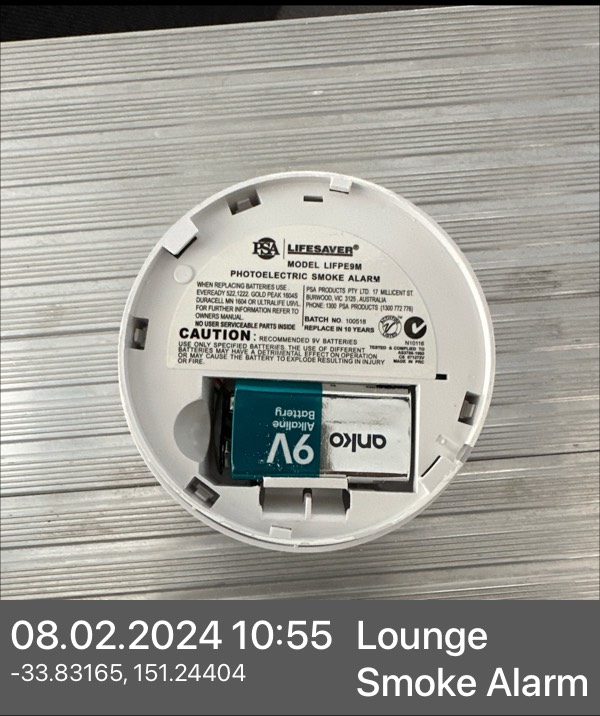 PSA LIFESAVER®
MODEL LIFPE9M
PHOTOELECTRIC SMOKE ALARM
WHEN REPLACING BATTERIES USE .
EVEREADY 522,1222. GOLD PEAK 1604S
DURACELL MN 1604 OR ULTRALIFE U9VL.
FOR FURTHER INFORMATION REFER TO
OWNERS MANUAL.
NO USER SERVICEABLE PARTS INSIDE
PSA PRODUCTS PTY LTD. 17 MILLICENT ST.
BURWOOD, VIC 3125 , AUSTRALIA
PHONE: 1300 PSA PRODUCTS (1300 772 776)
BATCH NO. 100518
REPLACE IN 10 YEARS
N10116
CAUTION: RECOMMENDED 9V BATTERIES
USE ONLY SPECIFIED BATTERIES. THE USE OF DIFFERENT
BATTERIES MAY HAVE A DETRIMENTAL EFFECT ON OPERATION
OR MAY CAUSE THE BATTERY TO EXPLODE RESULTING IN INJURY
OR FIRE.
TESTED & COMPLIED TO
MADE IN PRC
anko
9V
Alkaline
Battery
08.02.2024 10:55
-33.83165, 151.24404
Lounge
Smoke Alarm